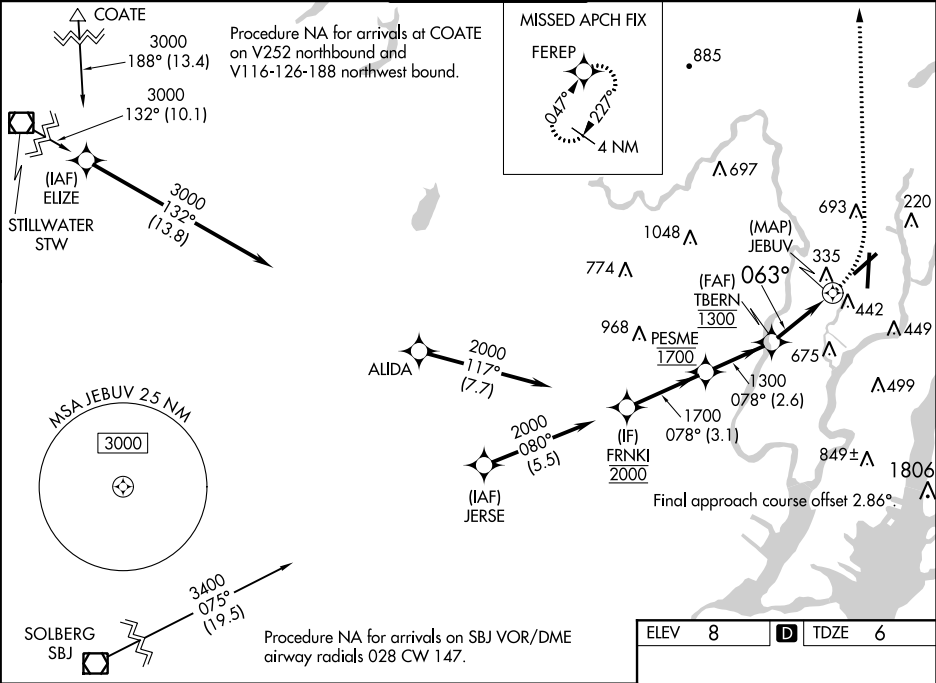 COATE
3000
188° (13.4)
Procedure NA for arrivals at COATE
on V252 northbound and
V116-126-188 northwest bound.
3000
132° (10.1)
(IAF)
ELIZE
STILLWATER
STW
3000
132°
(13.8)
MISSED APCH FIX
FEREP
047°
227°
4 NM
885
697
1048
774
968
693
220
(MAP)
JEBUV
335
063°
442
449
(FAF)
TBERN
1300
PESME
1700
675
499
1300
078° (2.6)
1700
078° (3.1)
849±
1806
ALIDA
2000
117°
(7.7)
2000
080°
(5.5)
(IF)
FRNKI
2000
(IAF)
JERSE
Final approach course offset 2.86°.
MSA JEBUV 25 NM
3000
3400
075°
(19.5)
SOLBERG
SBJ
Procedure NA for arrivals on SBJ VOR/DME
airway radials 028 CW 147.
ELEV 8 D TDZE 6